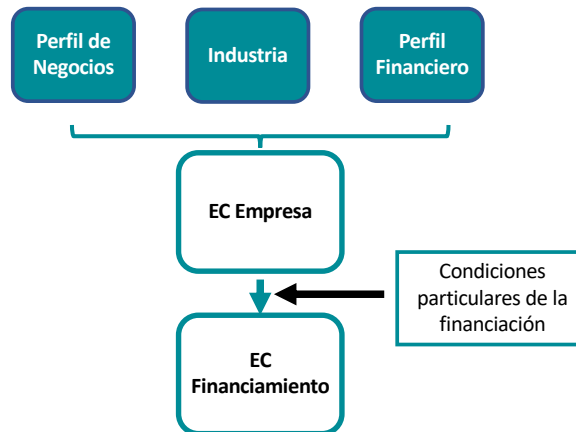 Perfil de
Negocios
Industria
Perfil
Financiero
EC Empresa
Condiciones
particulares de la
financiación
EC
Financiamiento